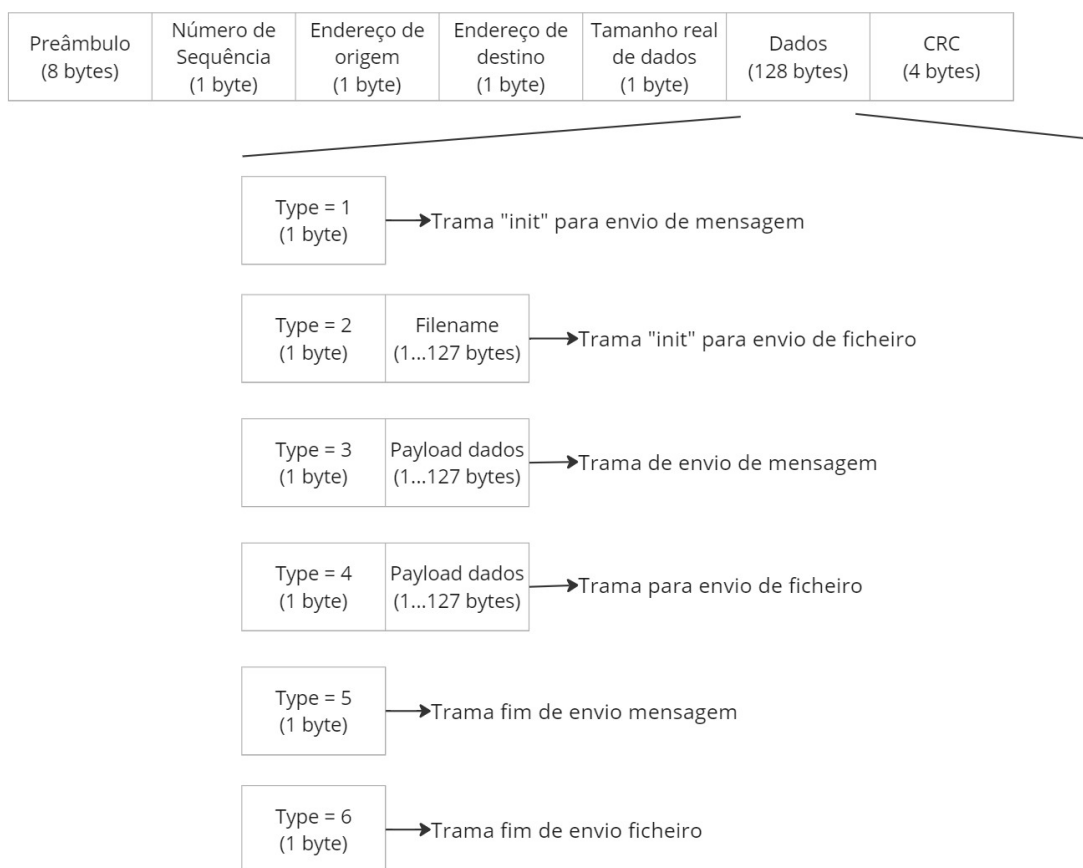 Preâmbulo
(8 bytes)
Número de
Sequência
(1 byte)
Endereço de
origem
(1 byte)
Endereço de
destino
(1 byte)
Tamanho real
de dados
(1 byte)
Dados
(128 bytes)
CRC
(4 bytes)
Type = 1
(1 byte)
Trama "init" para envio de mensagem
Type = 2
(1 byte)
Filename
(1...127 bytes)
Trama "init" para envio de ficheiro
Type = 3
(1 byte)
Payload dados
(1...127 bytes)
Trama de envio de mensagem
Type = 4
(1 byte)
Payload dados
(1...127 bytes)
Trama para envio de ficheiro
Type = 5
(1 byte)
Trama fim de envio mensagem
Type = 6
(1 byte)
Trama fim de envio ficheiro